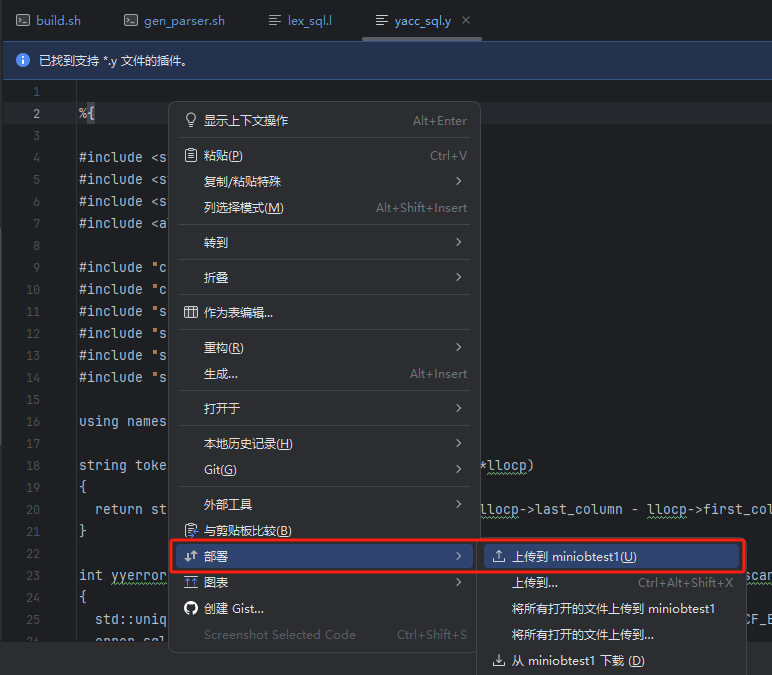 build.sh gen_parser.sh lex_sql.l yacc_sql.y
已找到支持 *.y 文件的插件。
1
2 %{
3
4 #include <s
5 #include <s
6 #include <s
7 #include <a
8
9 #include "c
10 #include "c
11 #include "s
12 #include "s
13 #include "s
14 #include "s
15
16 using names
17
18 string toke *llocp)
19 {
20 return st llocp->last_column - llocp->first_col
21 }
22
23 int yyerror scan
24 {
25 std::uniq CF_E
26 error_sql
显示上下文操作 Alt+Enter
粘贴(P) Ctrl+V
复制/粘贴特殊
列选择模式(M) Alt+Shift+Insert
转到
折叠
作为表编辑...
重构(R)
生成... Alt+Insert
打开于
本地历史记录(H)
Git(G)
外部工具
与剪贴板比较(B)
部署
图表
创建 Gist...
Screenshot Selected Code Ctrl+Shift+S
上传到 miniobtest1(U)
上传到... Ctrl+Alt+Shift+X
将所有打开的文件上传到 miniobtest1
将所有打开的文件上传到...
从 miniobtest1 下载 (D)